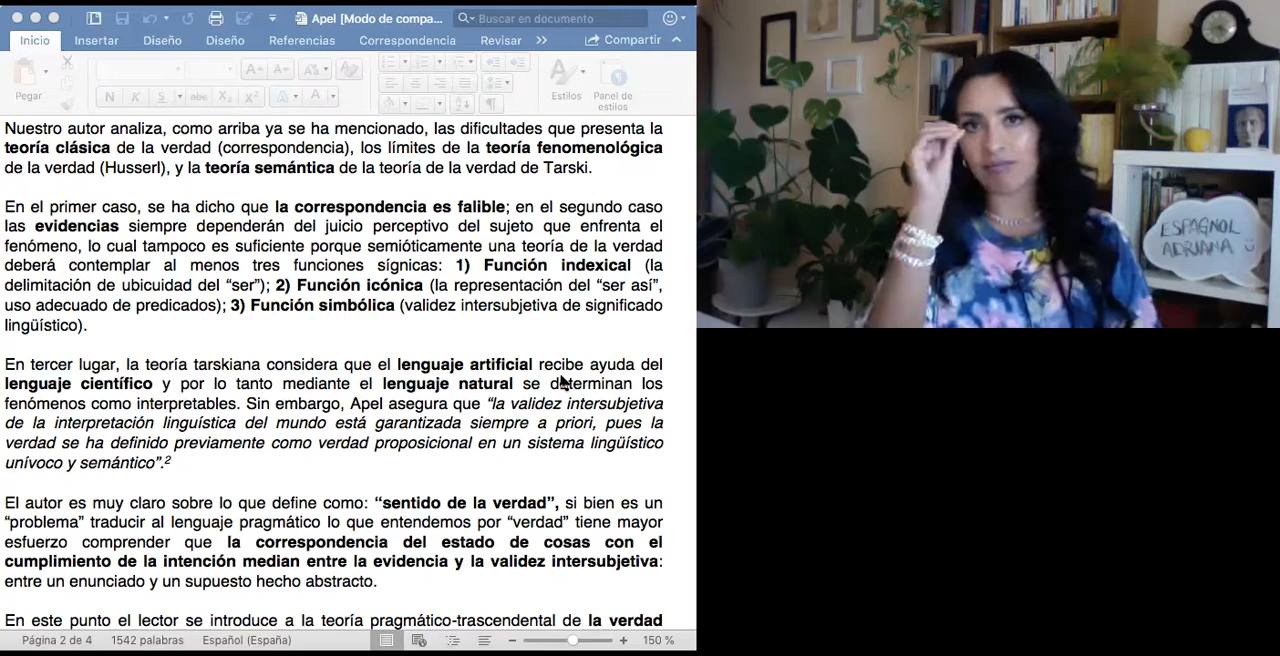 Apel [Modo de compa...
Buscar en documento
Inicio
Insertar
Diseño
Diseño
Referencias
Correspondencia
Revisar
Compartir
Pegar
N K S abc X₂ X² A A
Estilos
Panel de
estilos
Nuestro autor analiza, como arriba ya se ha mencionado, las dificultades que presenta la
teoría clásica de la verdad (correspondencia), los límites de la teoría fenomenológica
de la verdad (Husserl), y la teoría semántica de la teoría de la verdad de Tarski.
En el primer caso, se ha dicho que la correspondencia es falible; en el segundo caso
las evidencias siempre dependerán del juicio perceptivo del sujeto que enfrenta el
fenómeno, lo cual tampoco es suficiente porque semióticamente una teoría de la verdad
deberá contemplar al menos tres funciones sígnicas: 1) Función indexical (la
delimitación de ubicuidad del “ser”); 2) Función icónica (la representación del “ser así”,
uso adecuado de predicados); 3) Función simbólica (validez intersubjetiva de significado
lingüístico).
En tercer lugar, la teoría tarskiana considera que el lenguaje artificial recibe ayuda del
lenguaje científico y por lo tanto mediante el lenguaje natural se determinan los
fenómenos como interpretables. Sin embargo, Apel asegura que “la validez intersubjetiva
de la interpretación linguística del mundo está garantizada siempre a priori, pues la
verdad se ha definido previamente como verdad proposicional en un sistema lingüístico
unívoco y semántico”.²
El autor es muy claro sobre lo que define como: “sentido de la verdad”, si bien es un
“problema” traducir al lenguaje pragmático lo que entendemos por “verdad” tiene mayor
esfuerzo comprender que la correspondencia del estado de cosas con el
cumplimiento de la intención median entre la evidencia y la validez intersubjetiva:
entre un enunciado y un supuesto hecho abstracto.
En este punto el lector se introduce a la teoría pragmático-trascendental de la verdad
Página 2 de 4
1542 palabras
Español (España)
150 %
ESPAGNOL
ADRIANA